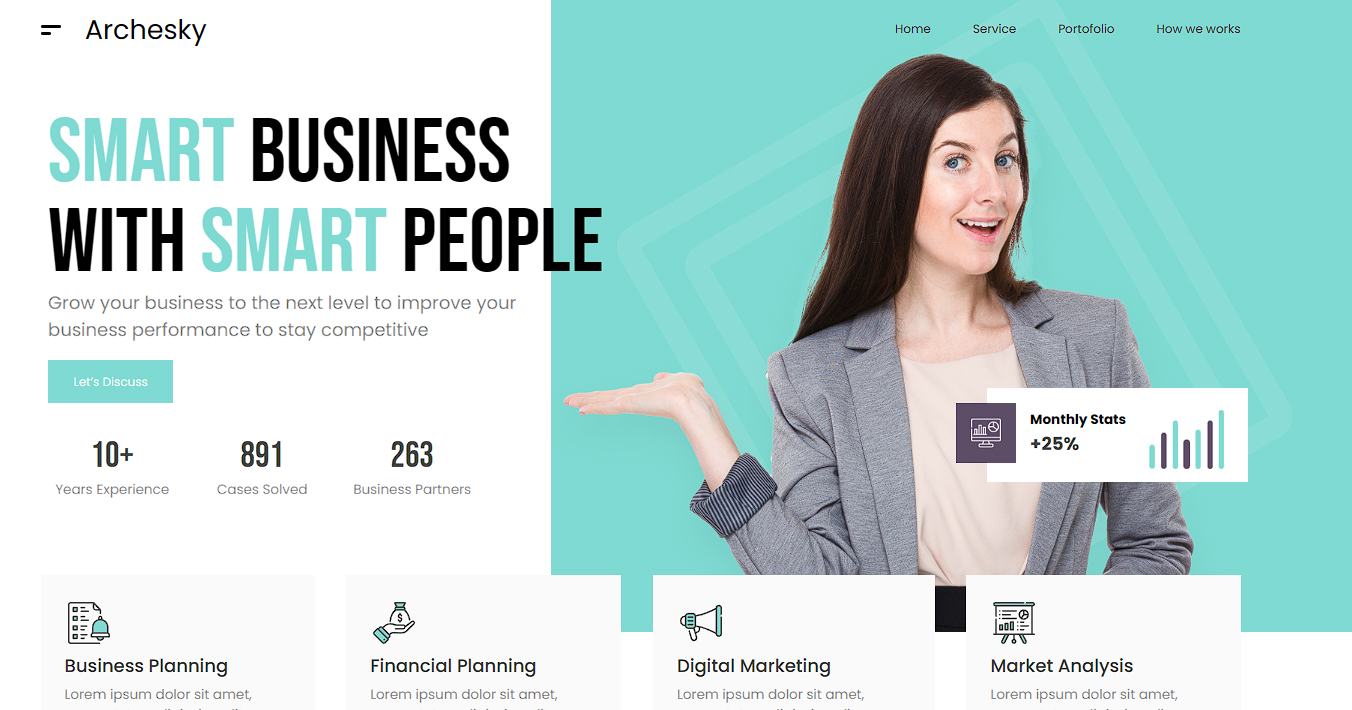 Archesky
Home
Service
Portofolio
How we works
SMART BUSINESS
WITH SMART PEOPLE
Grow your business to the next level to improve your
business performance to stay competitive
Let's Discuss
10+
Years Experience
891
Cases Solved
263
Business Partners
Monthly Stats
+25%
Business Planning
Lorem ipsum dolor sit amet,
Financial Planning
Lorem ipsum dolor sit amet,
Digital Marketing
Lorem ipsum dolor sit amet,
Market Analysis
Lorem ipsum dolor sit amet,